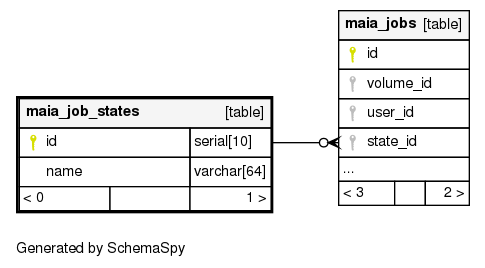 maia_jobs [table]
id
volume_id
user_id
state_id
...
< 3 2 >
maia_job_states [table]
id serial[10]
name varchar[64]
< 0 1 >
Generated by SchemaSpy